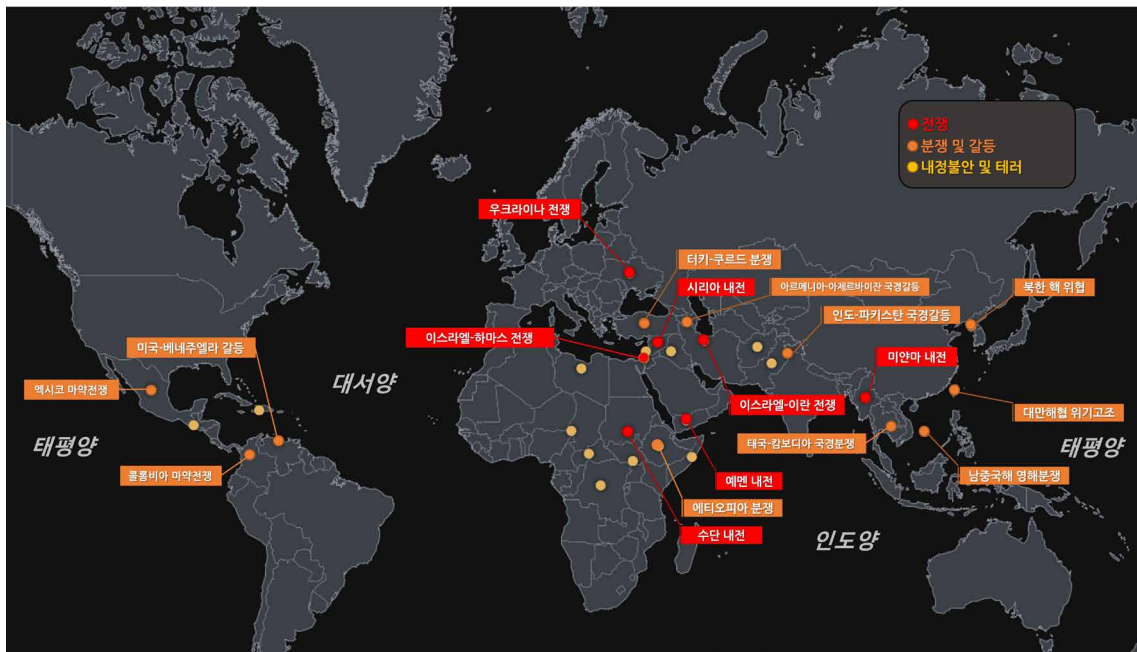 전쟁
분쟁 및 갈등
내정불안 및 테러
우크라이나 전쟁
터키-쿠르드 분쟁
시리아 내전
아르메니아-아제르바이잔 국경갈등
북한 핵 위협
인도-파키스탄 국경갈등
이스라엘-하마스 전쟁
미국-베네주엘라 갈등
미얀마 내전
대서양
멕시코 마약전쟁
이스라엘-이란 전쟁
대만해협 위기고조
태평양
태국-캄보디아 국경분쟁
태평양
콜롬비아 마약전쟁
예멘 내전
남중국해 영해분쟁
에티오피아 분쟁
수단 내전
인도양